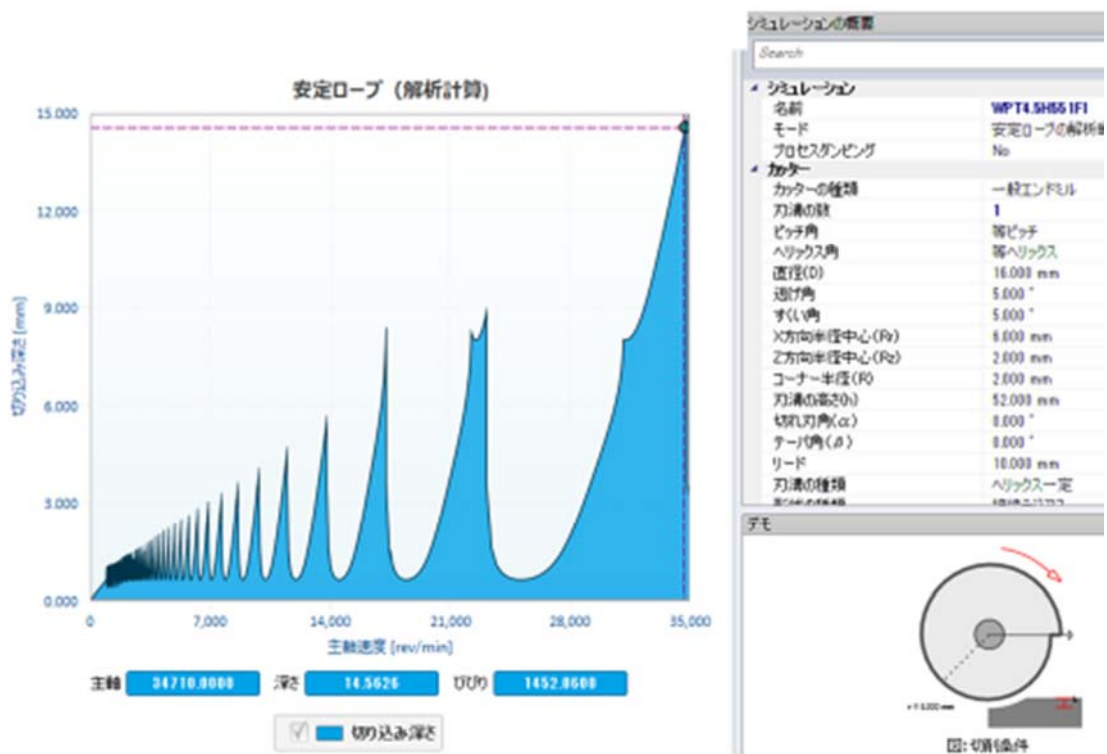 安定ローブ (解析計算)
15.000
12.000
9.000
6.000
3.000
0.000
切り込み深さ [mm]
0 7,000 14,000 21,000 28,000 35,000
主軸速度 [rev/min]
主軸 34710.0000 深さ 14.5626 びびり 1452.0600
切り込み深さ
シミュレーションの概要
Search
シミュレーション
名前 WPT4.5H551F1
モード 安定ローブの解析
プロセスダンピング No
カッター
カッターの種類 一般エンドミル
刃溝の数 1
ピッチ角 等ピッチ
ヘリックス角 等ヘリックス
直径(D) 16.000 mm
逃げ角 5.000 °
すくい角 5.000 °
X方向半径中心(Rr) 6.000 mm
Z方向半径中心(Rz) 2.000 mm
コーナー半径(R) 2.000 mm
刃溝の高さ(h) 52.000 mm
切れ刃角(α) 0.000 °
テーパ角(β) 0.000 °
リード 10.000 mm
刃溝の種類 ヘリックス一定
デモ
図: 切削条件